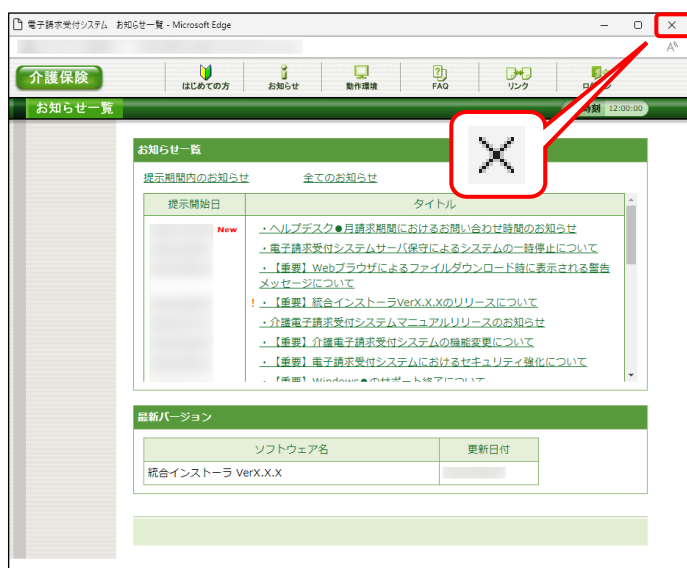 電子請求受付システム お知らせ一覧 - Microsoft Edge
介護保険
はじめての方 お知らせ 動作環境 FAQ リンク
お知らせ一覧
刻 12:00:00
お知らせ一覧
提示期間内のお知らせ 全てのお知らせ
提示開始日 タイトル
New ・ヘルプデスク●月請求期間におけるお問い合わせ時間のお知らせ
・電子請求受付システムサーバ保守によるシステムの一時停止について
・【重要】Webブラウザによるファイルダウンロード時に表示される警告
メッセージについて
! ・【重要】統合インストーラVerX.X.Xのリリースについて
・介護電子請求受付システムマニュアルリリースのお知らせ
・【重要】介護電子請求受付システムの機能変更について
・【重要】電子請求受付システムにおけるセキュリティ強化について
・【重要】Windows●のサポート終了について
最新バージョン
ソフトウェア名 更新日付
統合インストーラ VerX.X.X